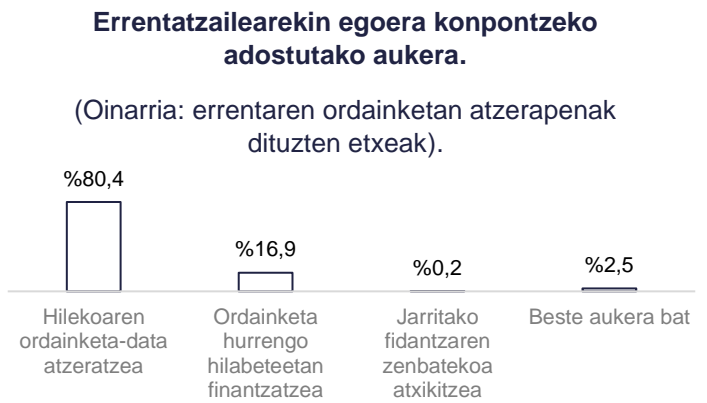 Errentatzailearekin egoera konpontzeko
adostutako aukera.
(Oinarria: errentaren ordainketan atzerapenak
dituzten etxeak).
%80,4
%16,9
%0,2
%2,5
Hilekoaren
ordainketa-data
atzeratzea
Ordainketa
hurrengo
hilabeteetan
finantzatzea
Jarritako
fidantzaren
zenbatekoa
atxikitzea
Beste aukera bat